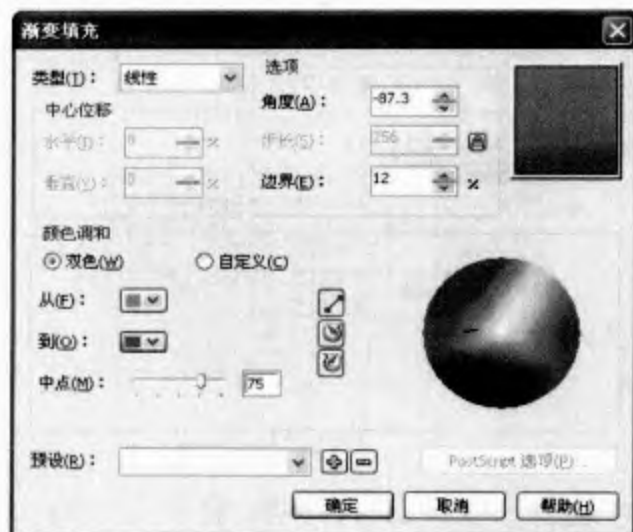 渐变填充
类型(T): 线性
选项
中心位移
角度(A): -87.3
水平(I): 0 %
步长(S): 256
垂直(V): 0 %
边界(E): 12 %
颜色调和
双色(W) 自定义(C)
从(F):
到(O):
中点(M): 75
预设(R):
PostScript 选项(P)...
确定 取消 帮助(H)